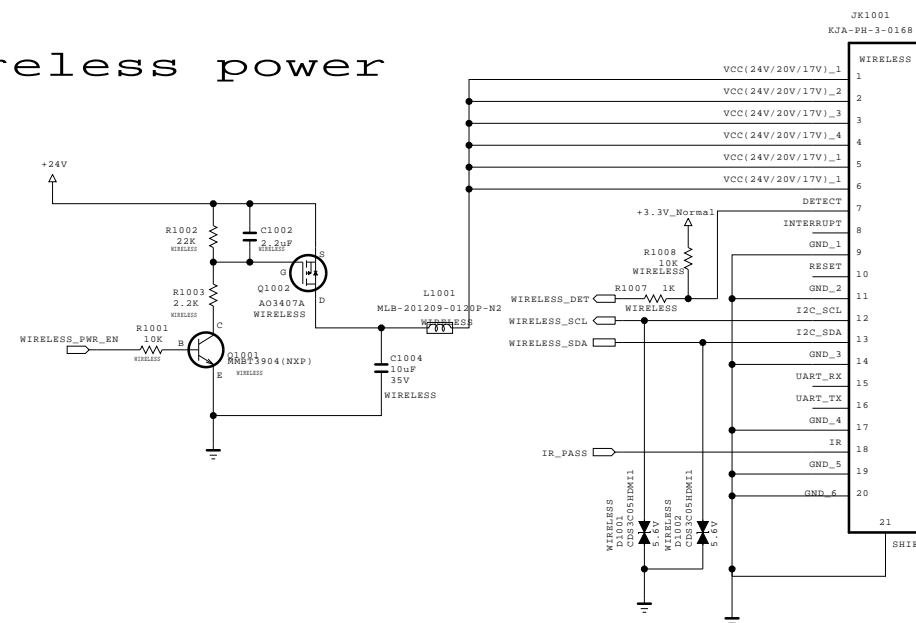 JK1001
KJA-PH-3-0168
reless power
WIRELESS
VCC(24V/20V/17V)_1
1
VCC(24V/20V/17V)_2
2
VCC(24V/20V/17V)_3
3
VCC(24V/20V/17V)_4
4
VCC(24V/20V/17V)_1
5
VCC(24V/20V/17V)_1
6
DETECT
7
INTERRUPT
8
GND_1
9
RESET
10
GND_2
11
I2C_SCL
12
I2C_SDA
13
GND_3
14
UART_RX
15
UART_TX
16
GND_4
17
IR
18
GND_5
19
GND_6
20
21
SHIE
+24V
R1002
22K
WIRELESS
C1002
2.2uF
WIRELESS
R1003
2.2K
WIRELESS
S
G
D
Q1002
AO3407A
WIRELESS
WIRELESS_PWR_EN
R1001
10K
WIRELESS
B
C
E
Q1001
MMBT3904(NXP)
WIRELESS
L1001
MLB-201209-0120P-N2
WIRELESS
C1004
10uF
35V
WIRELESS
+3.3V_Normal
R1008
10K
WIRELESS
R1007 1K
WIRELESS
WIRELESS_DET
WIRELESS_SCL
WIRELESS_SDA
IR_PASS
WIRELESS
D1001
CDS3C05HDMI1
5.6V
WIRELESS
D1002
CDS3C05HDMI1
5.6V